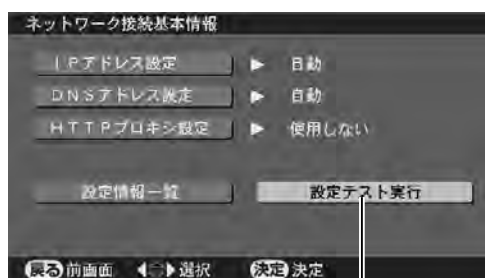 ネットワーク接続基本情報
IPアドレス設定 ▶ 自動
DNSアドレス設定 ▶ 自動
HTTPプロキシ設定 ▶ 使用しない
設定情報一覧 設定テスト実行
戻る 前画面 ◀○▶ 選択 決定 決定